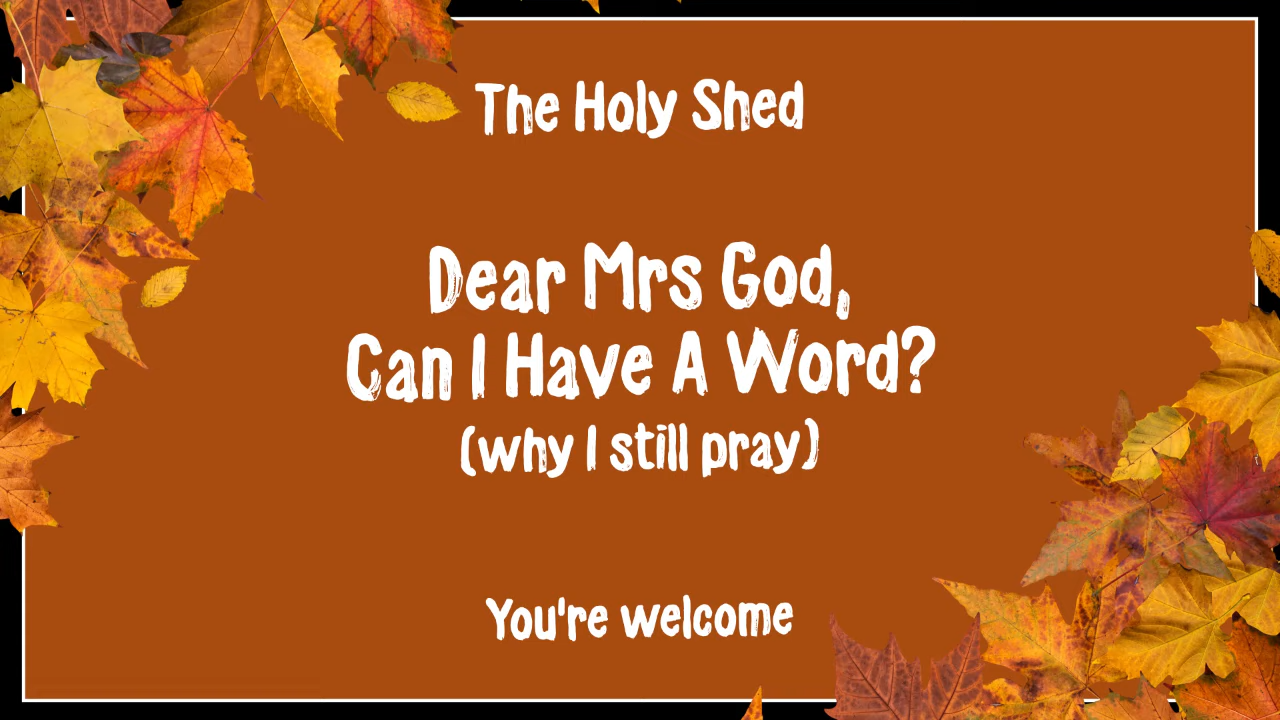 The Holy Shed
Dear Mrs God,
Can I Have A Word?
(why I still pray)
You're welcome